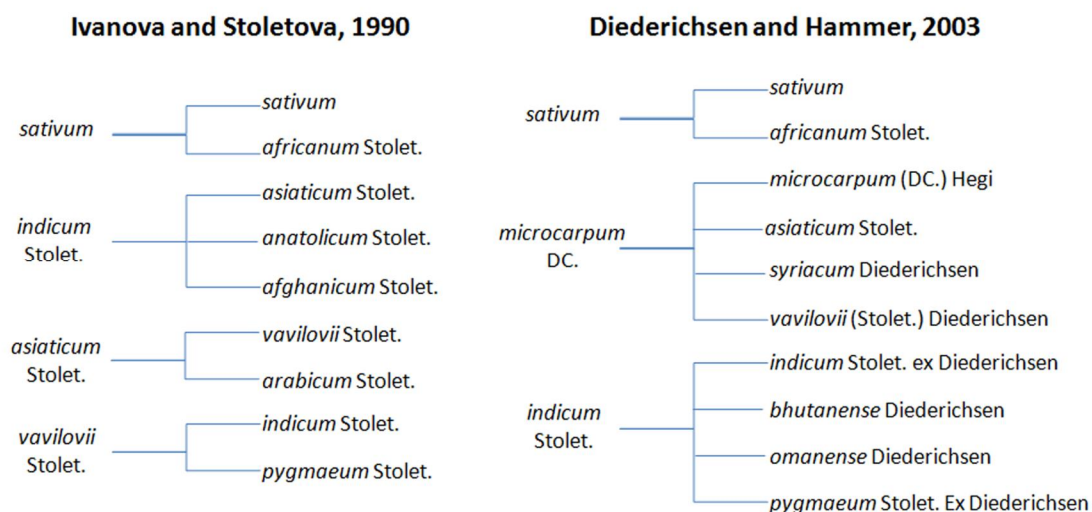 Ivanova and Stoletova, 1990
sativum
sativum
africanum Stolet.
indicum
Stolet.
asiaticum Stolet.
anatolicum Stolet.
afghanicum Stolet.
asiaticum
Stolet.
vavilovii Stolet.
arabicum Stolet.
vavilovii
Stolet.
indicum Stolet.
pygmaeum Stolet.
Diederichsen and Hammer, 2003
sativum
sativum
africanum Stolet.
microcarpum
DC.
microcarpum (DC.) Hegi
asiaticum Stolet.
syriacum Diederichsen
vavilovii (Stolet.) Diederichsen
indicum
Stolet.
indicum Stolet. ex Diederichsen
bhutanense Diederichsen
omanense Diederichsen
pygmaeum Stolet. Ex Diederichsen